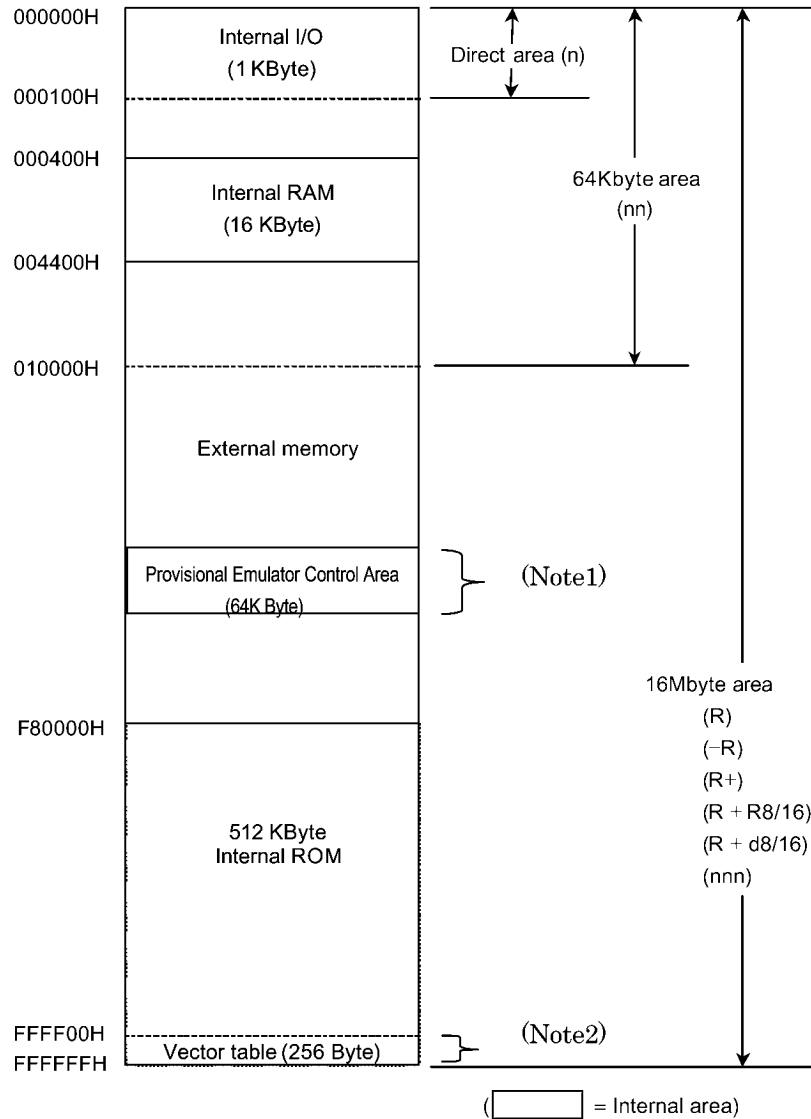 000000H
Internal I/O
(1 KByte)
Direct area (n)
000100H
000400H
64Kbyte area
(nn)
Internal RAM
(16 KByte)
004400H
010000H
External memory
Provisional Emulator Control Area
(64K Byte)
(Note1)
16Mbyte area
(R)
(−R)
(R+)
(R + R8/16)
(R + d8/16)
(nnn)
F80000H
512 KByte
Internal ROM
FFFF00H
(Note2)
Vector table (256 Byte)
FFFFFFH
( = Internal area)